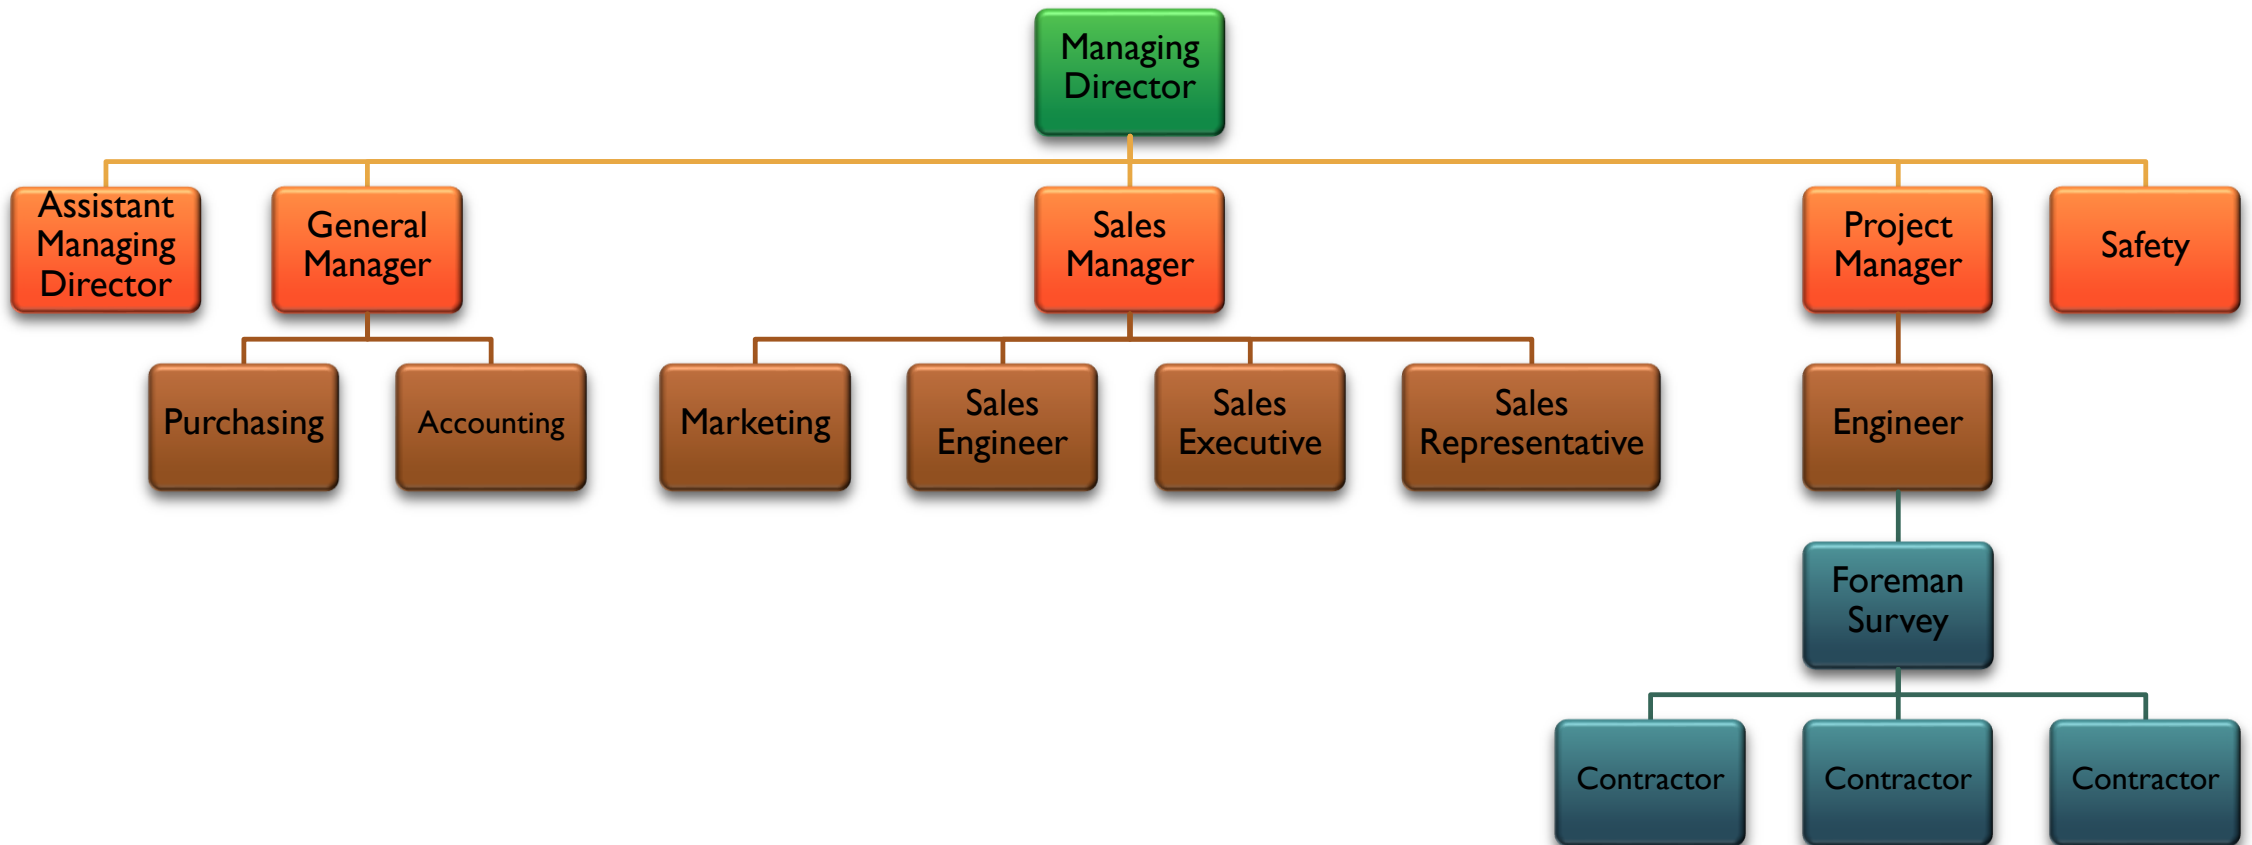 Managing
Director
Assistant
Managing
Director
General
Manager
Sales
Manager
Project
Manager
Safety
Purchasing
Accounting
Marketing
Sales
Engineer
Sales
Executive
Sales
Representative
Engineer
Foreman
Survey
Contractor
Contractor
Contractor